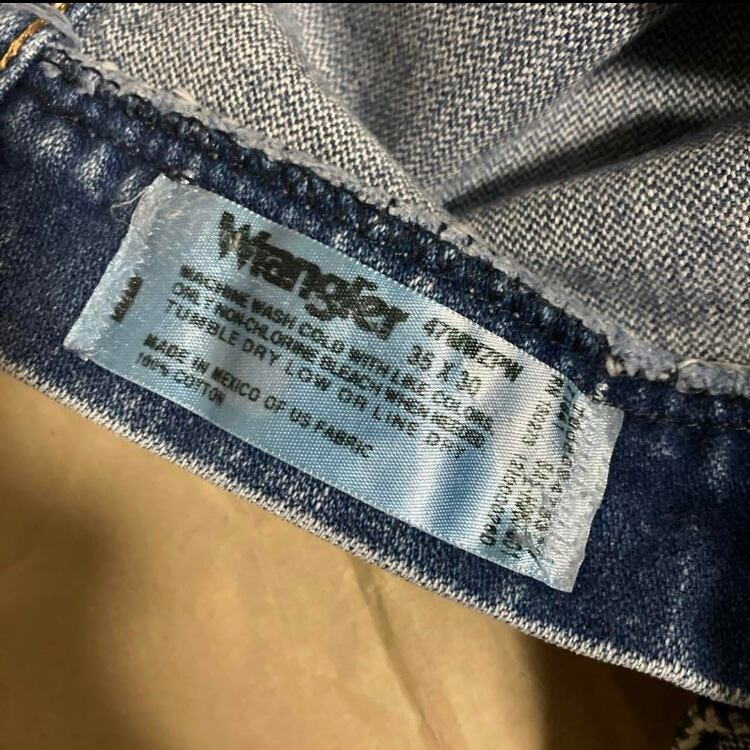 Wrangler
36 X 30
MACHINE WASH COLD WITH LIKE COLORS
ONLY NON-CHLORINE BLEACH WHEN NEEDED
TUMBLE DRY LOW OR LINE DRY
MADE IN MEXICO OF US FABRIC
100% COTTON